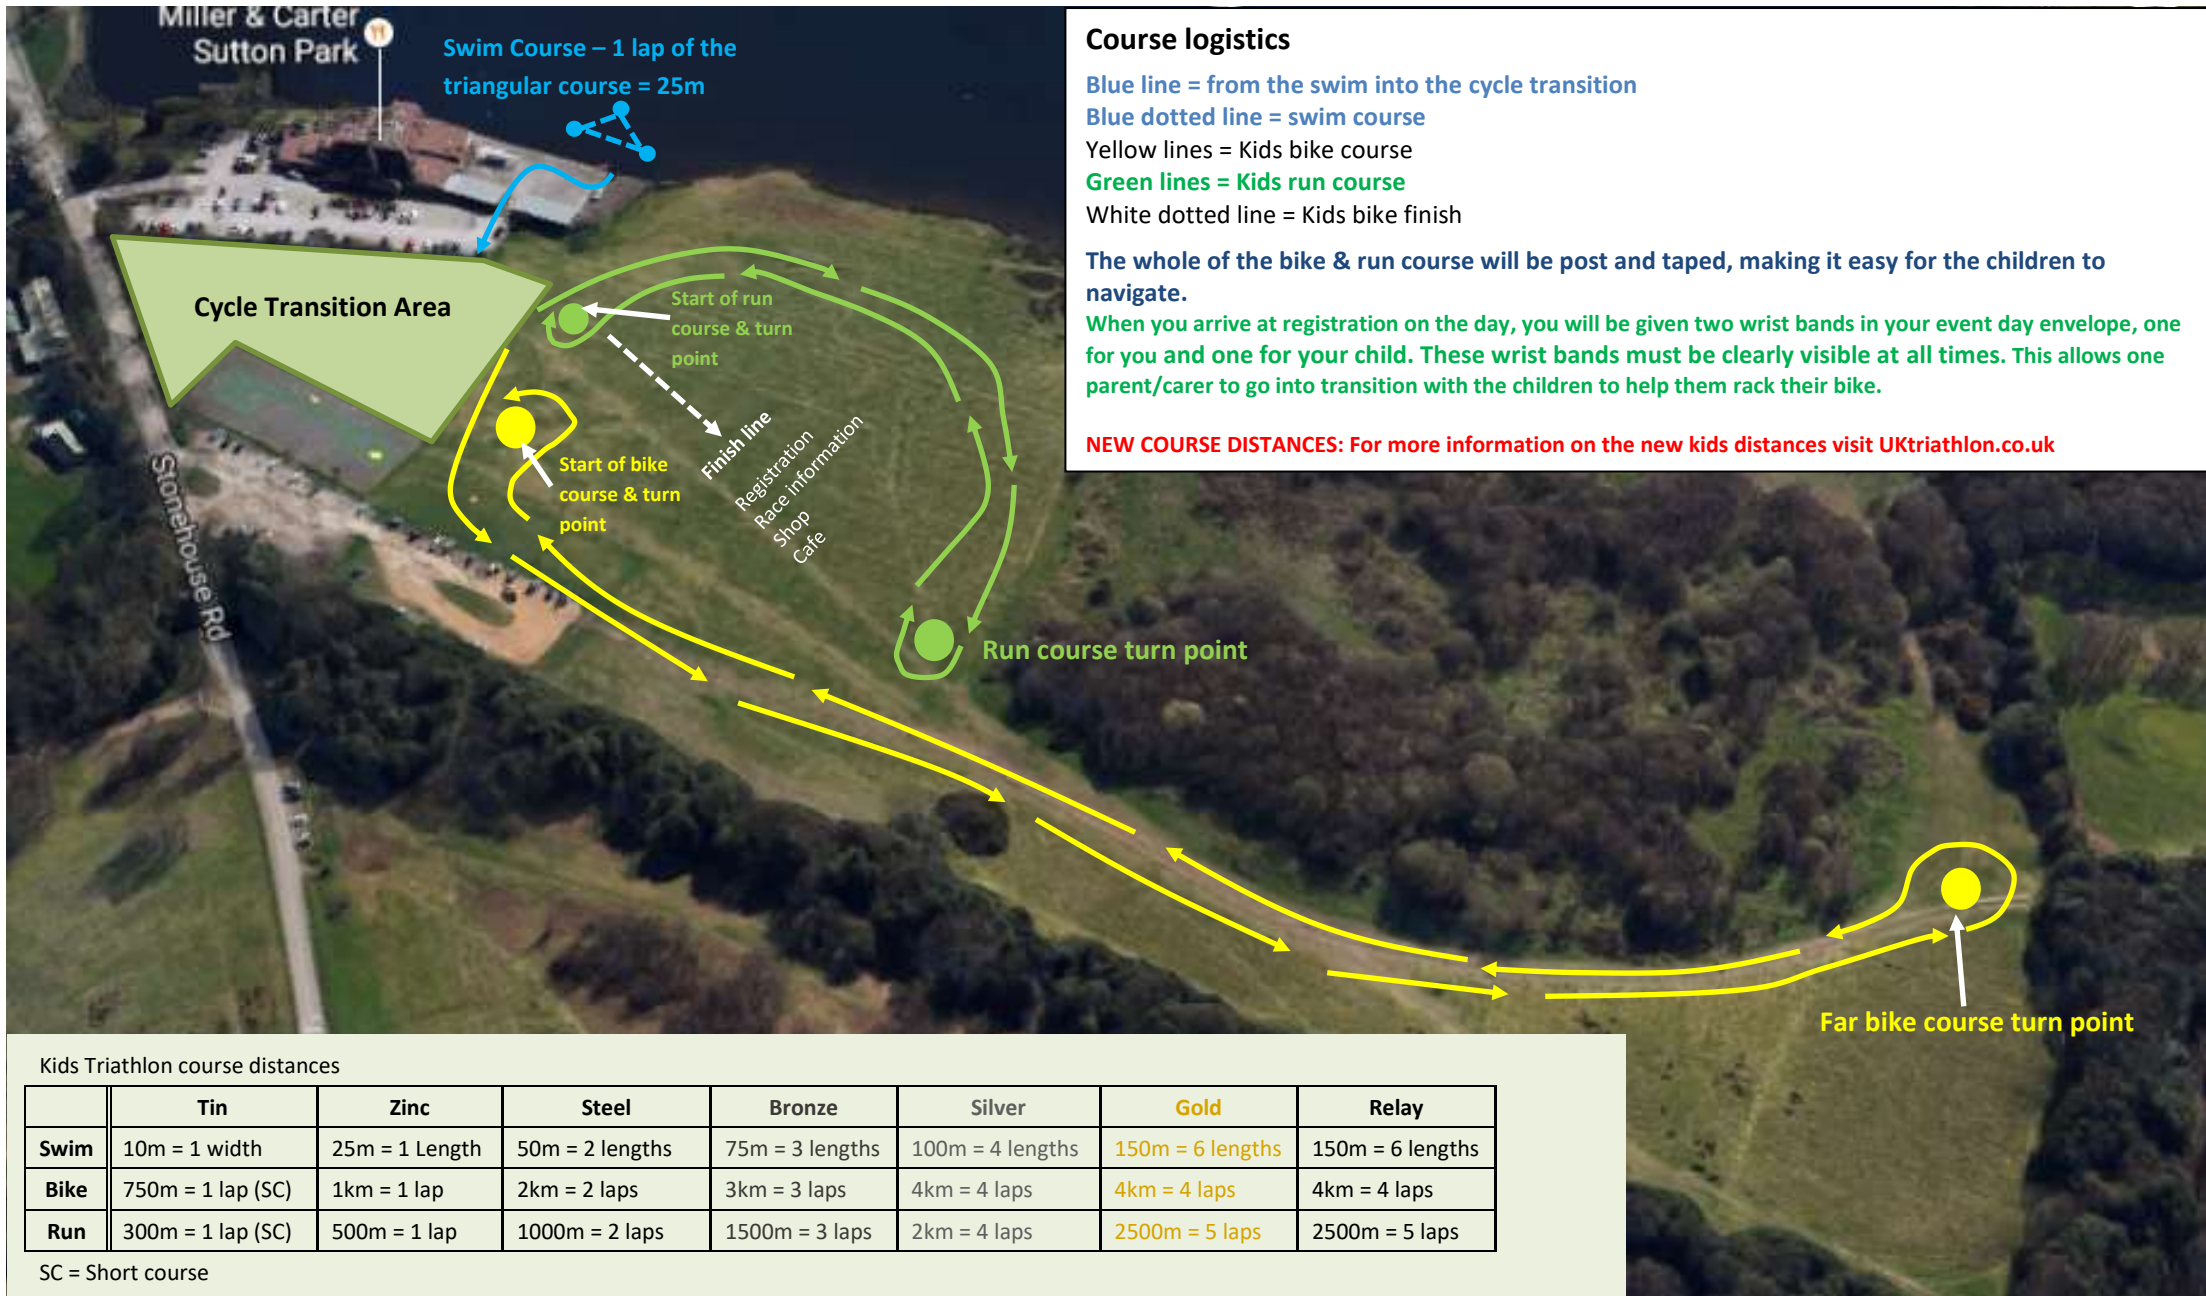 Miller & Carter
Sutton Park
Swim Course – 1 lap of the
triangular course = 25m
Course logistics
Blue line = from the swim into the cycle transition
Blue dotted line = swim course
Yellow lines = Kids bike course
Green lines = Kids run course
White dotted line = Kids bike finish
The whole of the bike & run course will be post and taped, making it easy for the children to
navigate.
When you arrive at registration on the day, you will be given two wrist bands in your event day envelope, one
for you and one for your child. These wrist bands must be clearly visible at all times. This allows one
parent/carer to go into transition with the children to help them rack their bike.
NEW COURSE DISTANCES: For more information on the new kids distances visit UKtriathlon.co.uk
Cycle Transition Area
Start of run
course & turn
point
Start of bike
course & turn
point
Finish line
Registration
Race information
Shop
Cafe
Stonehouse Rd
Run course turn point
Far bike course turn point
Kids Triathlon course distances
Tin Zinc Steel Bronze Silver Gold Relay
Swim 10m = 1 width 25m = 1 Length 50m = 2 lengths 75m = 3 lengths 100m = 4 lengths 150m = 6 lengths 150m = 6 lengths
Bike 750m = 1 lap (SC) 1km = 1 lap 2km = 2 laps 3km = 3 laps 4km = 4 laps 4km = 4 laps 4km = 4 laps
Run 300m = 1 lap (SC) 500m = 1 lap 1000m = 2 laps 1500m = 3 laps 2km = 4 laps 2500m = 5 laps 2500m = 5 laps
SC = Short course